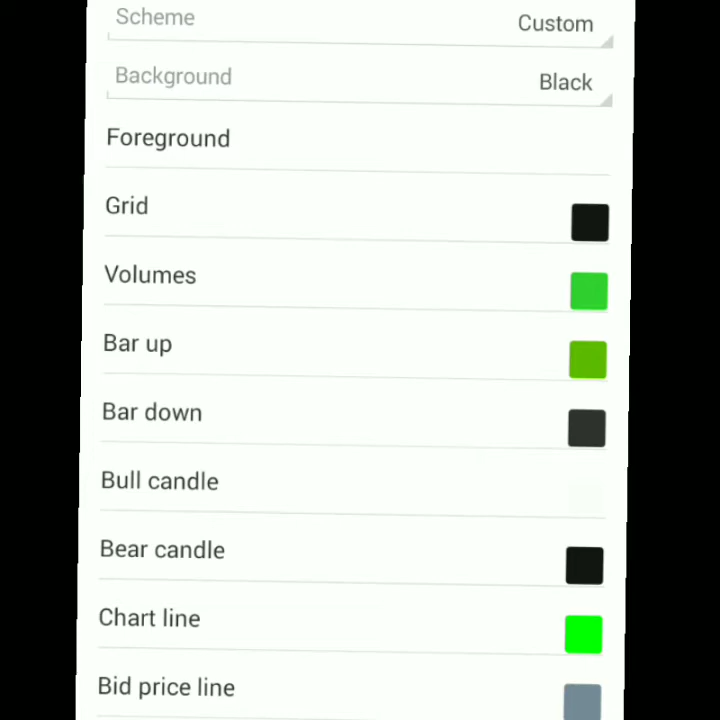 Scheme Custom
Background Black
Foreground
Grid
Volumes
Bar up
Bar down
Bull candle
Bear candle
Chart line
Bid price line